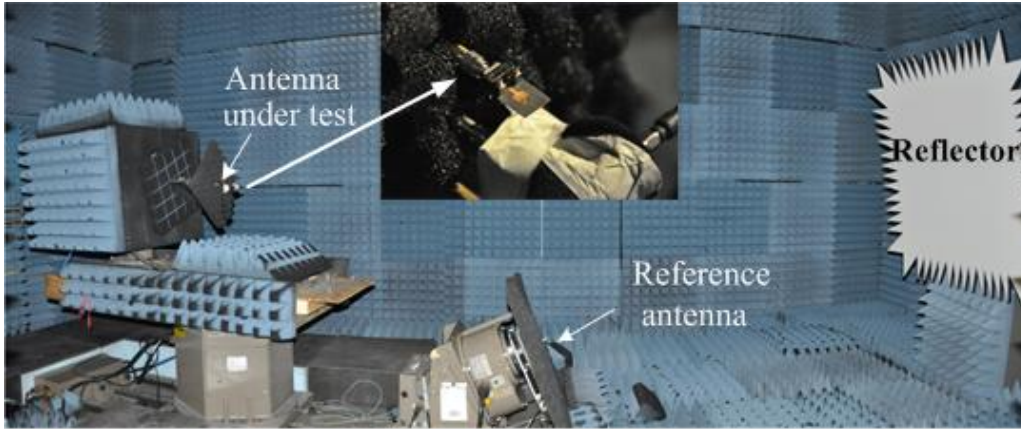 Antenna
under test
Reflector
Reference
antenna